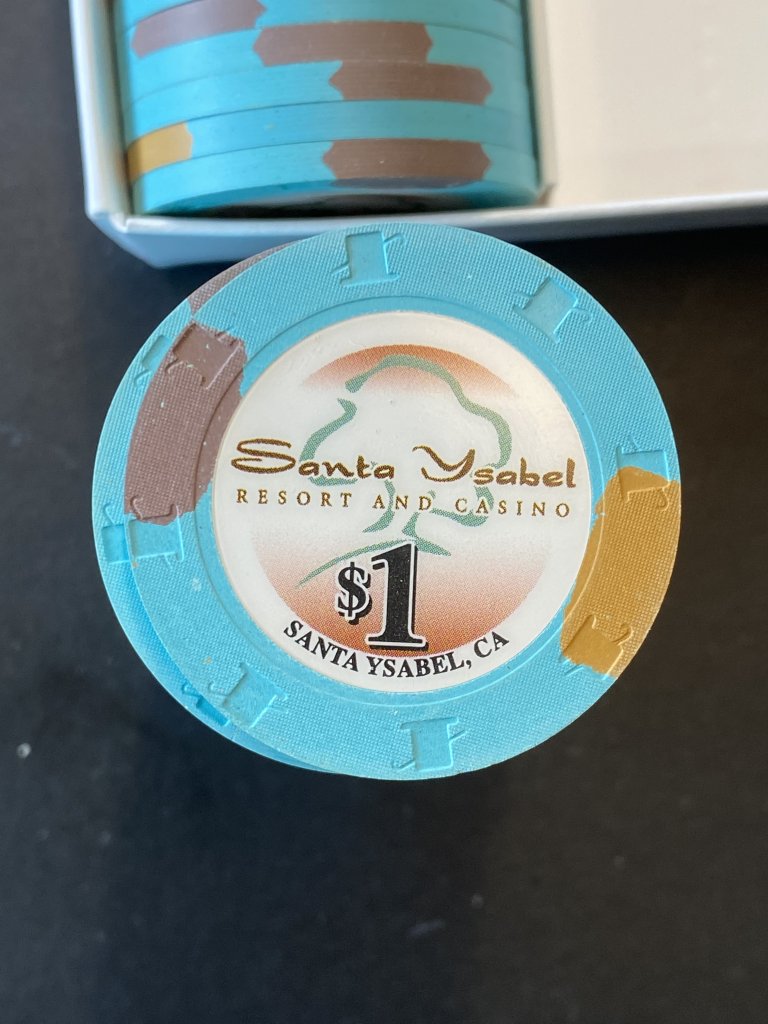 Santa Ysabel
RESORT AND CASINO
$1
SANTA YSABEL, CA